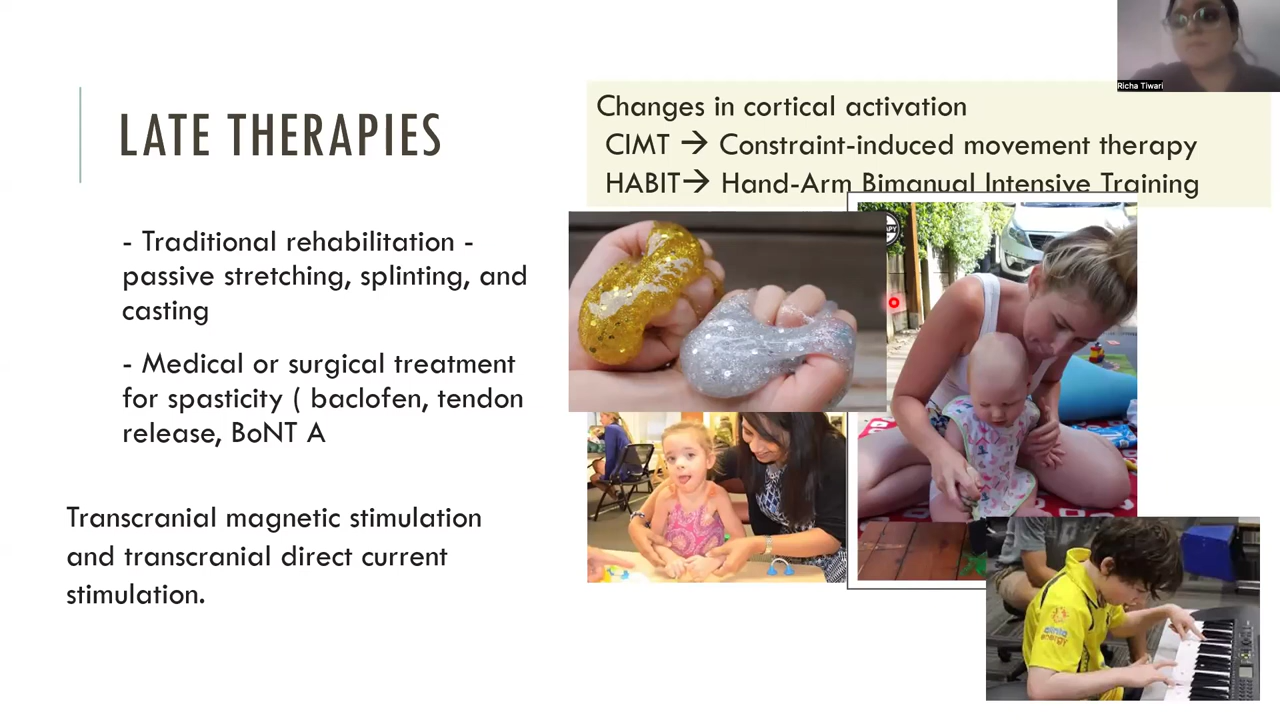 Richa Tiwari
LATE THERAPIES
Changes in cortical activation
CIMT → Constraint-induced movement therapy
HABIT→ Hand-Arm Bimanual Intensive Training
- Traditional rehabilitation -
passive stretching, splinting, and
casting
- Medical or surgical treatment
for spasticity ( baclofen, tendon
release, BoNT A
Transcranial magnetic stimulation
and transcranial direct current
stimulation.
alinta
energy